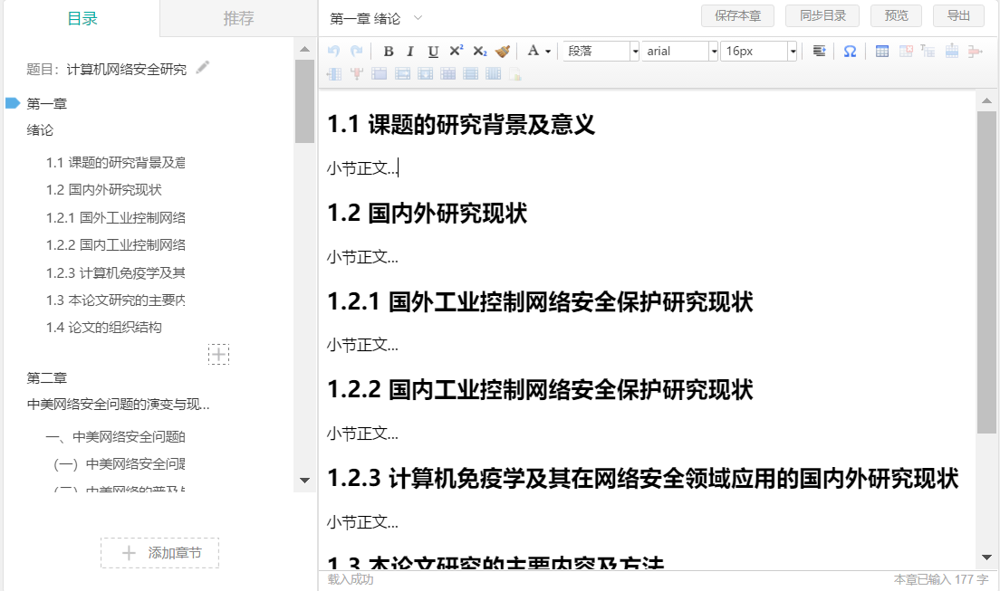 目录
推荐
题目：计算机网络安全研究
第一章
绪论
1.1 课题的研究背景及意
1.2 国内外研究现状
1.2.1 国外工业控制网络
1.2.2 国内工业控制网络
1.2.3 计算机免疫学及其
1.3 本论文研究的主要内
1.4 论文的组织结构
第二章
中美网络安全问题的演变与现...
一、中美网络安全问题的
（一）中美网络安全问题
（二）中美网络的普及与
添加章节
第一章 绪论
保存本章
同步目录
预览
导出
B I U X² X₂ A 段落 arial 16px Ω
1.1 课题的研究背景及意义
小节正文...
1.2 国内外研究现状
小节正文...
1.2.1 国外工业控制网络安全保护研究现状
小节正文...
1.2.2 国内工业控制网络安全保护研究现状
小节正文...
1.2.3 计算机免疫学及其在网络安全领域应用的国内外研究现状
小节正文...
1.3 本论文研究的主要内容及方法
载入成功
本章已输入 177 字